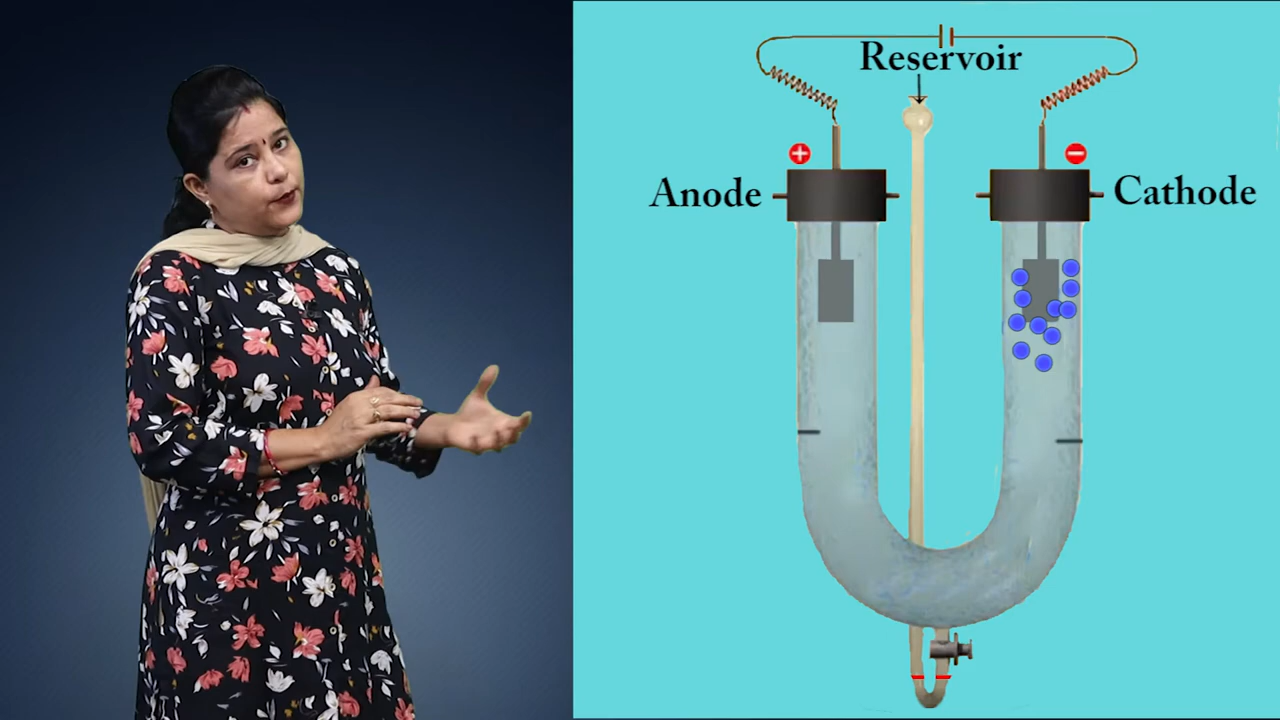 Reservoir
+
−
Anode
Cathode